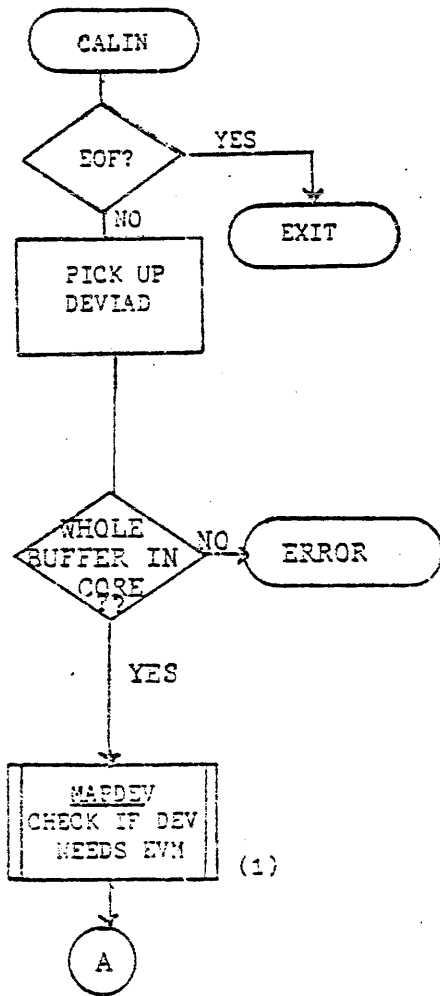 CALIN
EOF?
YES
NO
EXIT
PICK UP
DEVIAD
WHOLE
BUFFER IN
CORE
??
NO
ERROR
YES
MAPDEV
CHECK IF DEV
NEEDS EVM
(1)
A